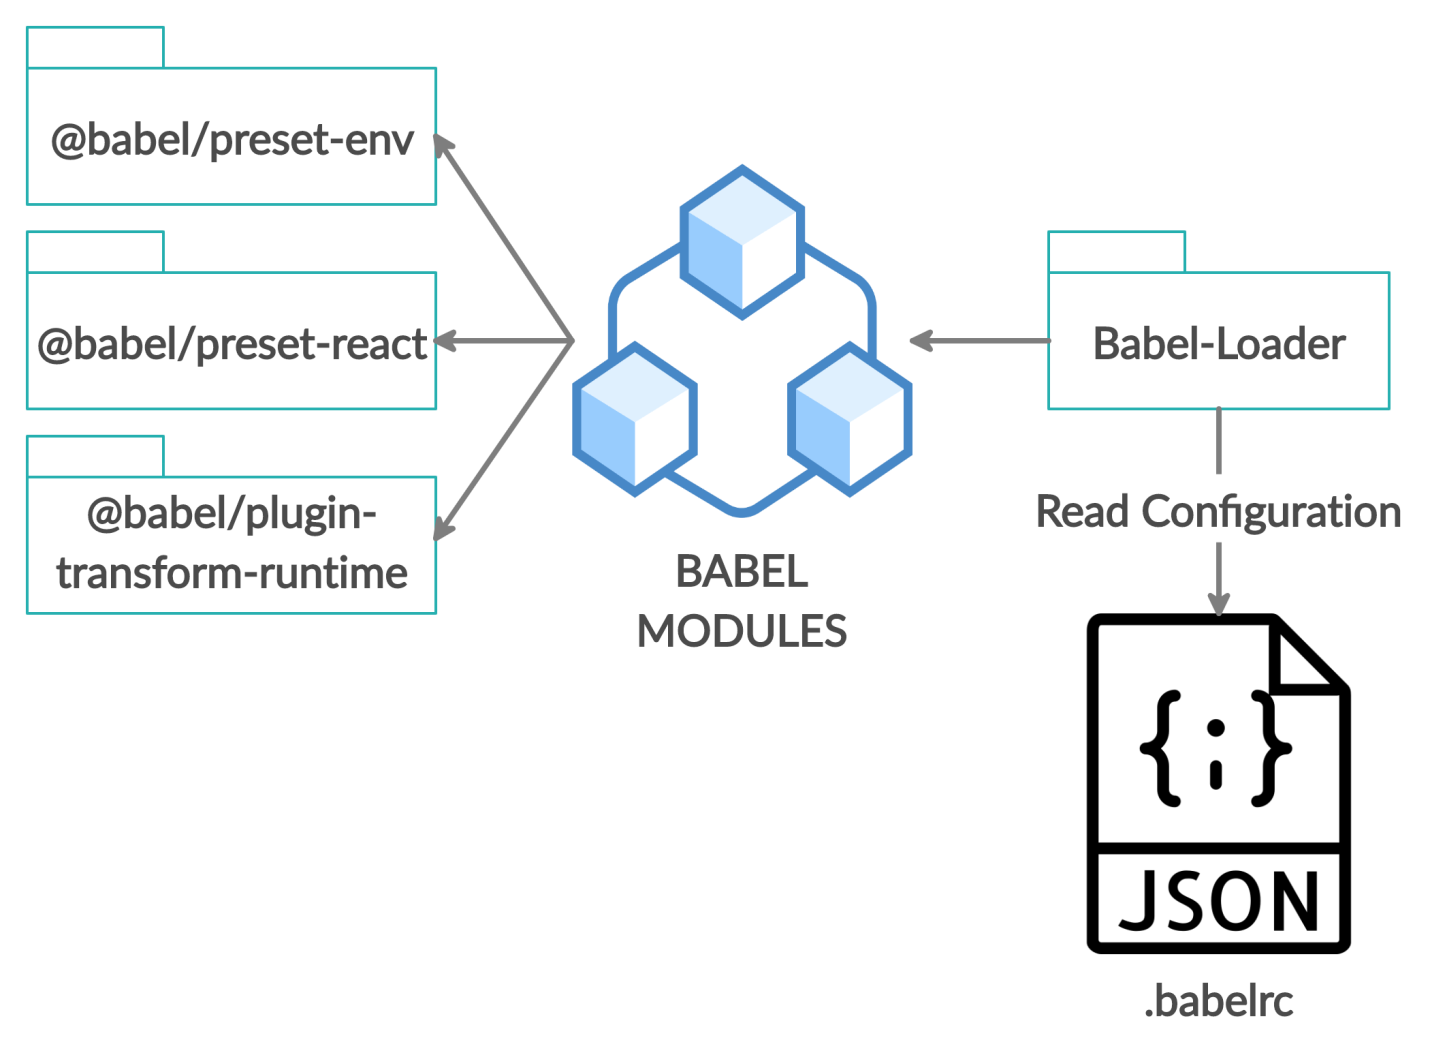 @babel/preset-env
@babel/preset-react
@babel/plugin-
transform-runtime
BABEL
MODULES
Babel-Loader
Read Configuration
{;}
JSON
.babelrc